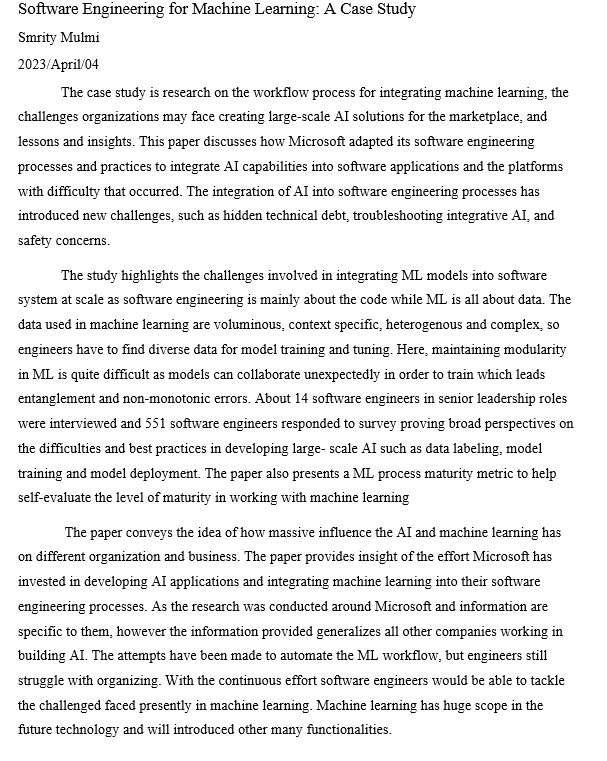 Software Engineering for Machine Learning: A Case Study
Smrity Mulmi
2023/April/04
The case study is research on the workflow process for integrating machine learning, the
challenges organizations may face creating large-scale AI solutions for the marketplace, and
lessons and insights. This paper discusses how Microsoft adapted its software engineering
processes and practices to integrate AI capabilities into software applications and the platforms
with difficulty that occurred. The integration of AI into software engineering processes has
introduced new challenges, such as hidden technical debt, troubleshooting integrative AI, and
safety concerns.
The study highlights the challenges involved in integrating ML models into software
system at scale as software engineering is mainly about the code while ML is all about data. The
data used in machine learning are voluminous, context specific, heterogenous and complex, so
engineers have to find diverse data for model training and tuning. Here, maintaining modularity
in ML is quite difficult as models can collaborate unexpectedly in order to train which leads
entanglement and non-monotonic errors. About 14 software engineers in senior leadership roles
were interviewed and 551 software engineers responded to survey proving broad perspectives on
the difficulties and best practices in developing large- scale AI such as data labeling, model
training and model deployment. The paper also presents a ML process maturity metric to help
self-evaluate the level of maturity in working with machine learning
The paper conveys the idea of how massive influence the AI and machine learning has
on different organization and business. The paper provides insight of the effort Microsoft has
invested in developing AI applications and integrating machine learning into their software
engineering processes. As the research was conducted around Microsoft and information are
specific to them, however the information provided generalizes all other companies working in
building AI. The attempts have been made to automate the ML workflow, but engineers still
struggle with organizing. With the continuous effort software engineers would be able to tackle
the challenged faced presently in machine learning. Machine learning has huge scope in the
future technology and will introduced other many functionalities.